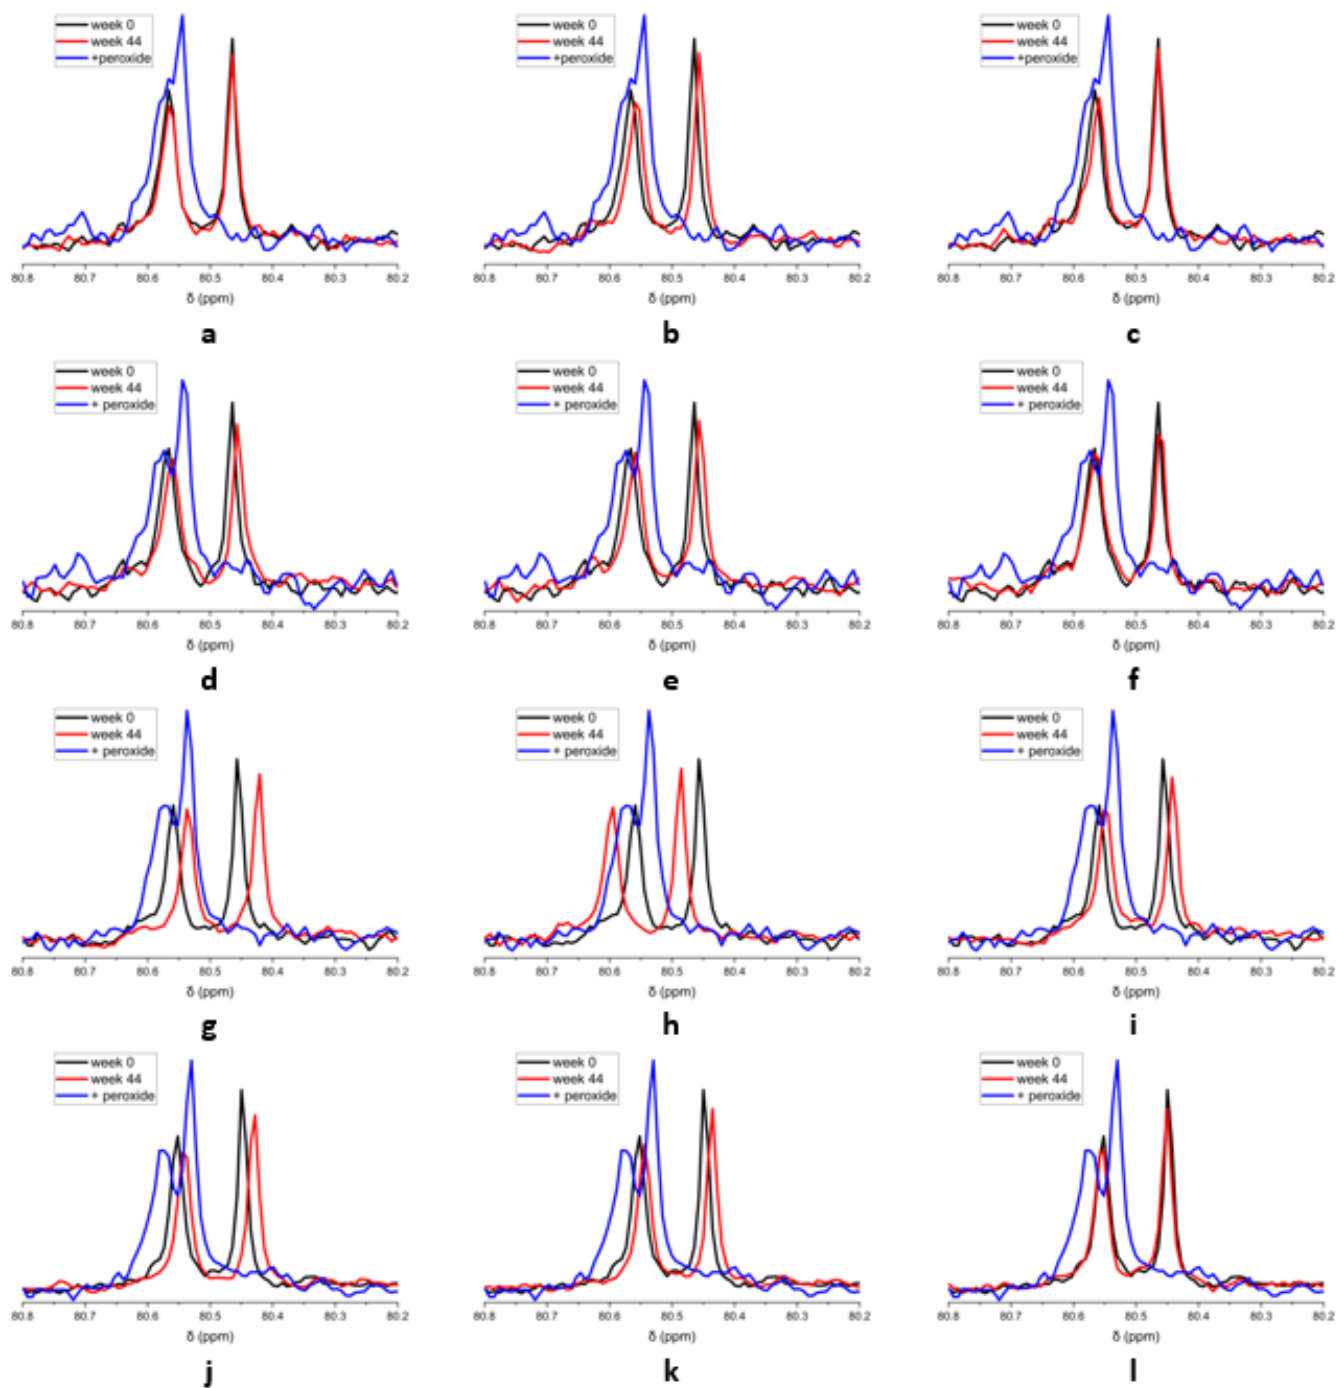 week 0 week 0 week 0
week 44 week 44 week 44
+peroxide +peroxide +peroxide
80.8 80.7 80.6 80.5 80.4 80.3 80.2 80.8 80.7 80.6 80.5 80.4 80.3 80.2 80.8 80.7 80.6 80.5 80.4 80.3 80.2
δ (ppm) δ (ppm) δ (ppm)
a b c
week 0 week 0 week 0
week 44 week 44 week 44
+ peroxide + peroxide + peroxide
80.8 80.7 80.6 80.5 80.4 80.3 80.2 80.8 80.7 80.6 80.5 80.4 80.3 80.2 80.8 80.7 80.6 80.5 80.4 80.3 80.2
δ (ppm) δ (ppm) δ (ppm)
d e f
week 0 week 0 week 0
week 44 week 44 week 44
+ peroxide + peroxide + peroxide
80.8 80.7 80.6 80.5 80.4 80.3 80.2 80.8 80.7 80.6 80.5 80.4 80.3 80.2 80.8 80.7 80.6 80.5 80.4 80.3 80.2
δ (ppm) δ (ppm) δ (ppm)
g h i
week 0 week 0 week 0
week 44 week 44 week 44
+ peroxide + peroxide + peroxide
80.8 80.7 80.6 80.5 80.4 80.3 80.2 80.8 80.7 80.6 80.5 80.4 80.3 80.2 80.8 80.7 80.6 80.5 80.4 80.3 80.2
δ (ppm) δ (ppm) δ (ppm)
j k l